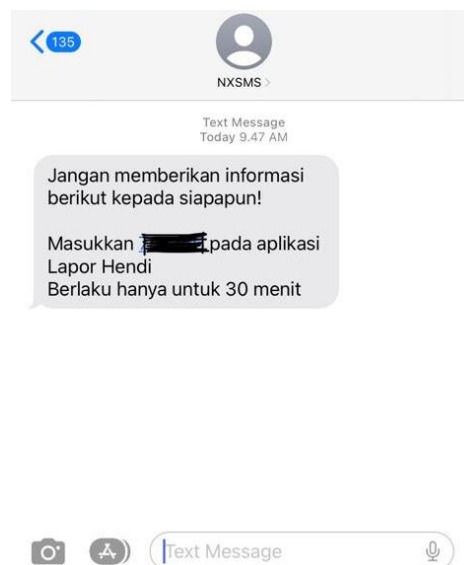 135
NXSMS >
Text Message
Today 9.47 AM
Jangan memberikan informasi
berikut kepada siapapun!
Masukkan pada aplikasi
Lapor Hendi
Berlaku hanya untuk 30 menit
Text Message